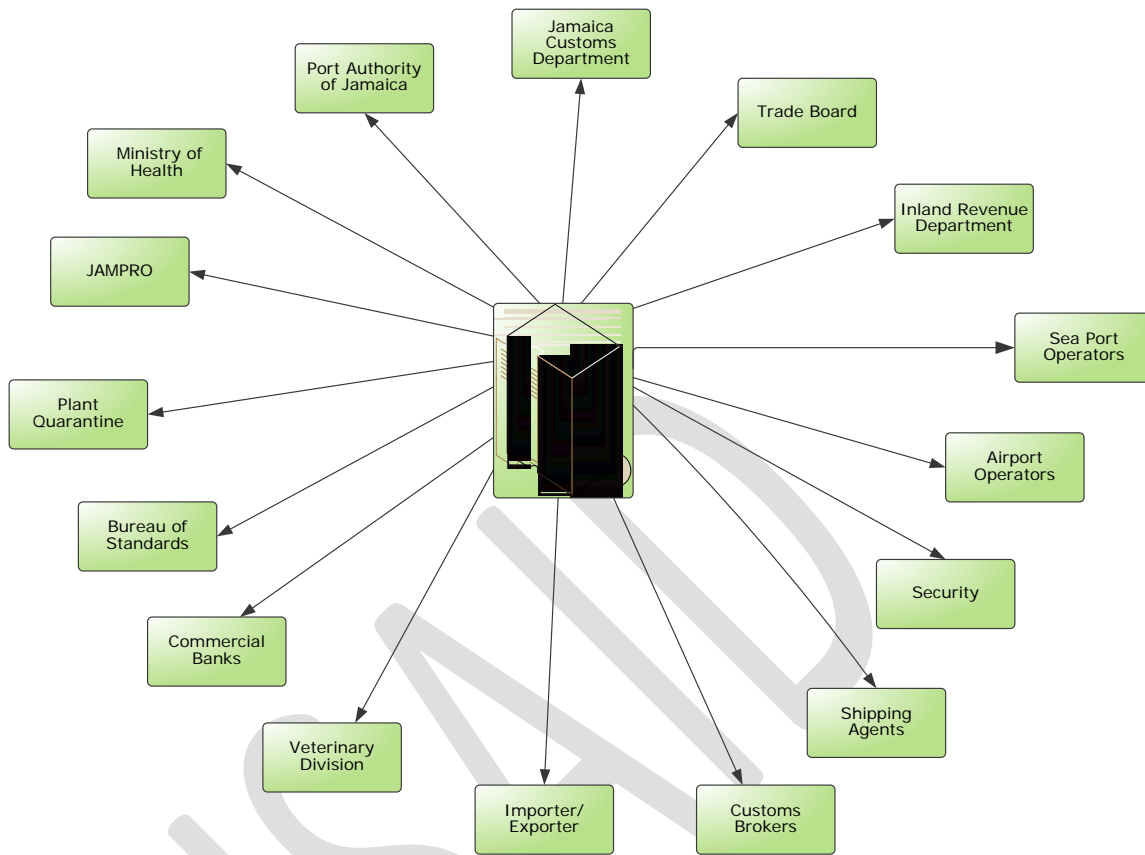 Jamaica
Customs
Department
Port Authority
of Jamaica
Trade Board
Ministry of
Health
Inland Revenue
Department
JAMPRO
Sea Port
Operators
Plant
Quarantine
Airport
Operators
Bureau of
Standards
Security
Commercial
Banks
Shipping
Agents
Veterinary
Division
Importer/
Exporter
Customs
Brokers